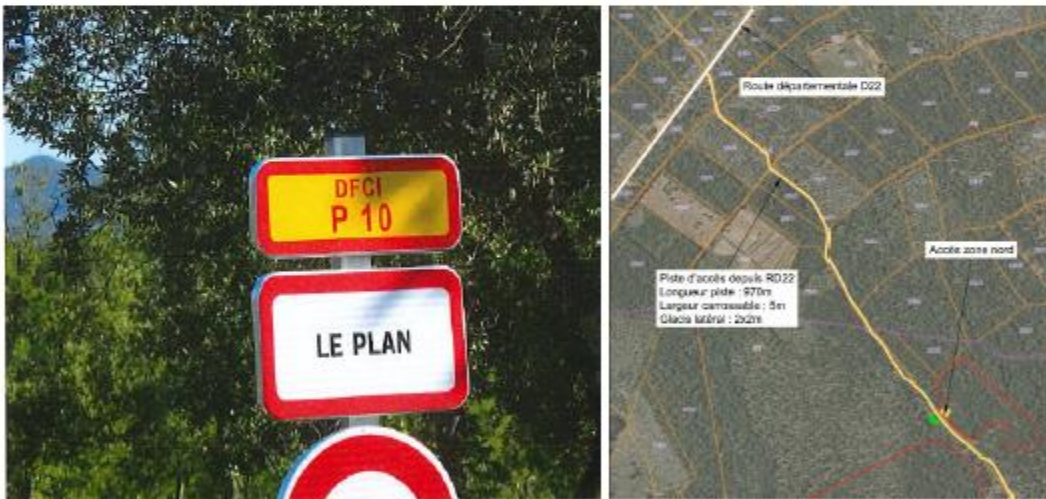 DFCI
P 10
LE PLAN
Route départementale D22
Accès zone nord
Piste d'accès depuis RD22
Longueur piste : 970m
Largeur carrossable : 5m
Glacis latéral : 2x2m